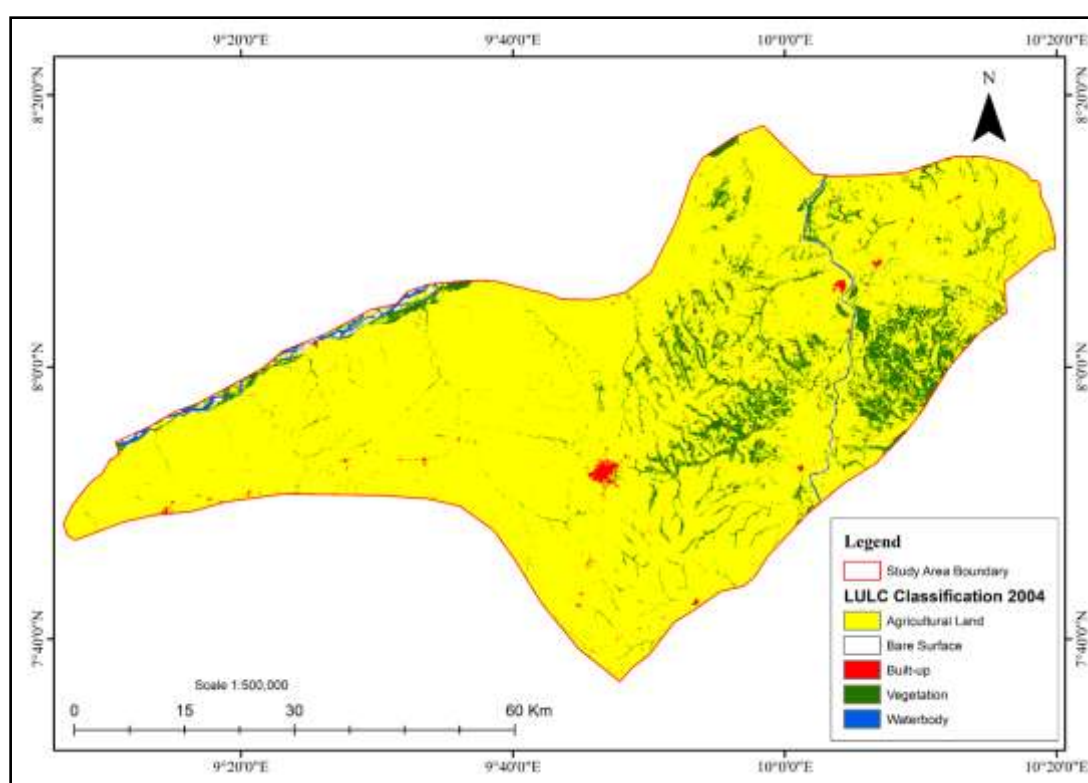 9°20'0"E 9°40'0"E 10°0'0"E 10°20'0"E
8°20'0"N 8°20'0"N
N
8°0'0"N 8°0'0"N
7°40'0"N 7°40'0"N
Legend
Study Area Boundary
LULC Classification 2004
Agricultural Land
Bare Surface
Built-up
Vegetation
Waterbody
Scale 1:500,000
0 15 30 60 Km
9°20'0"E 9°40'0"E 10°0'0"E 10°20'0"E